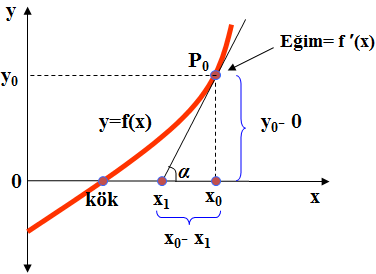 y
Eğim= f ′(x)
P₀
y₀
y=f(x)
y₀- 0
α
0
kök
x₁
x₀
x
x₀- x₁